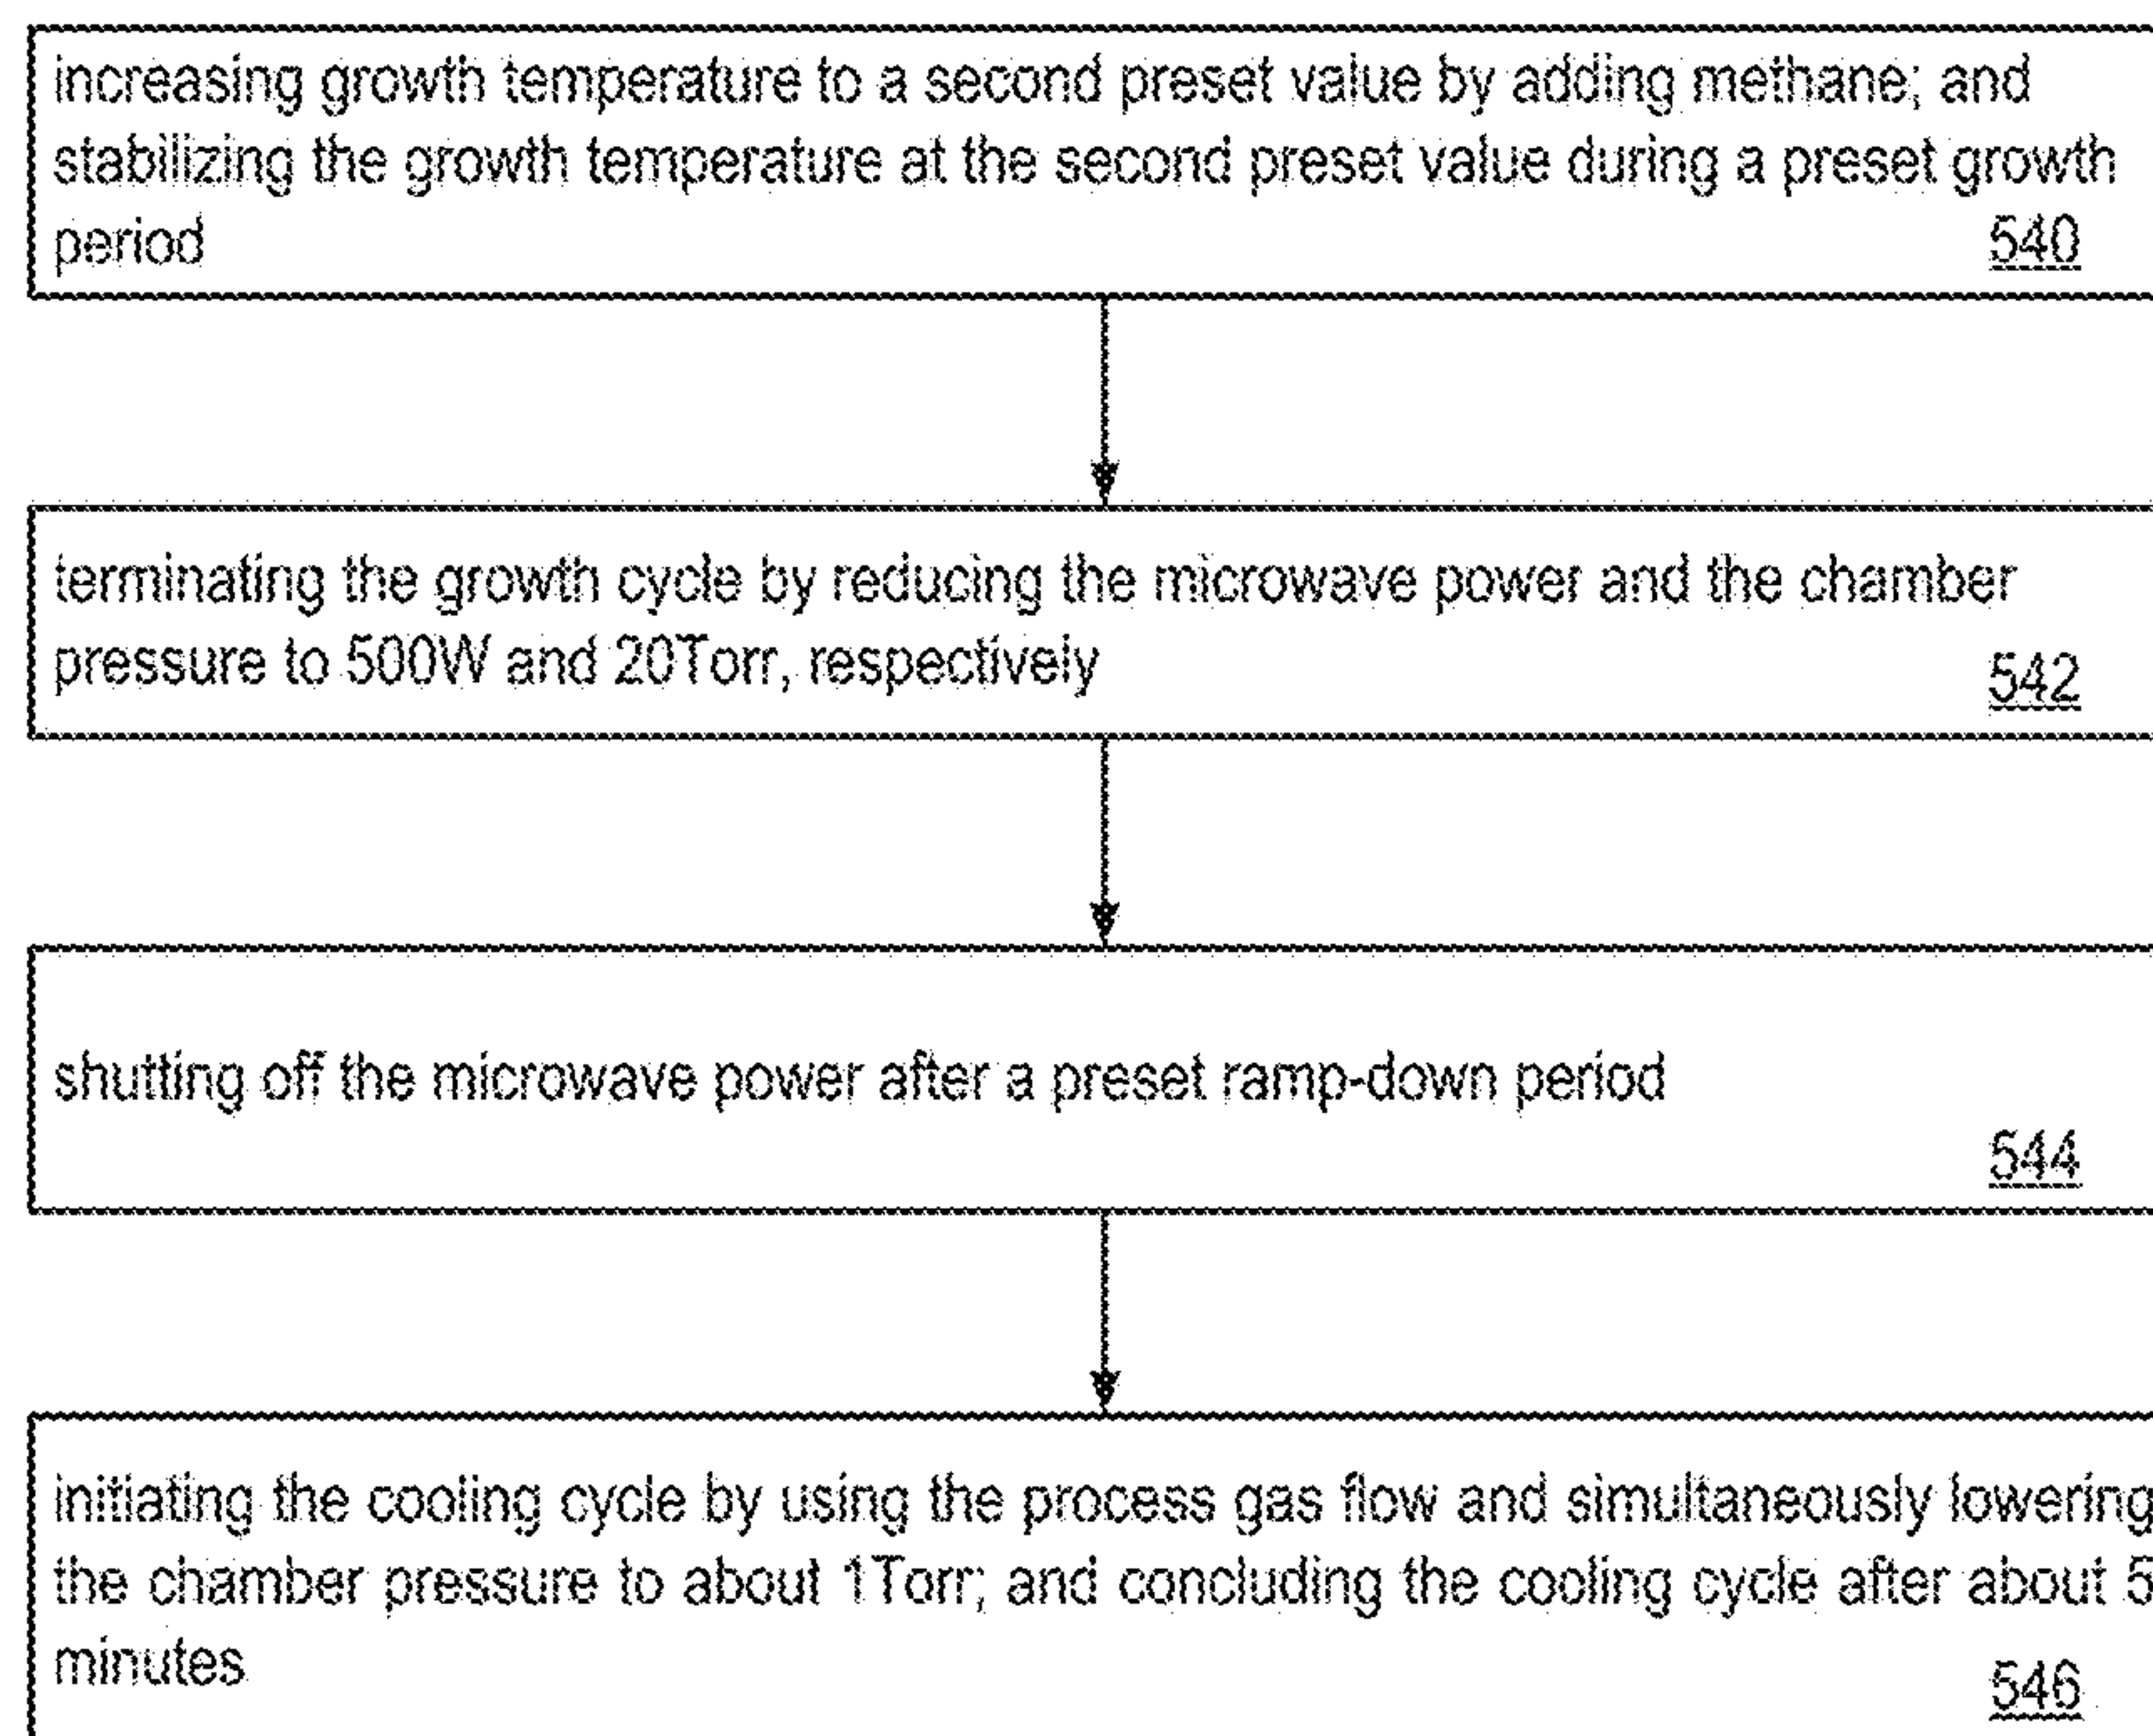 increasing growth temperature to a second preset value by adding methane; and
stabilizing the growth temperature at the second preset value during a preset growth
period
540
terminating the growth cycle by reducing the microwave power and the chamber
pressure to 500W and 20Torr, respectively
542
shutting off the microwave power after a preset ramp-down period
544
initiating the cooling cycle by using the process gas flow and simultaneously lowering
the chamber pressure to about 1Torr; and concluding the cooling cycle after about 5
minutes
546